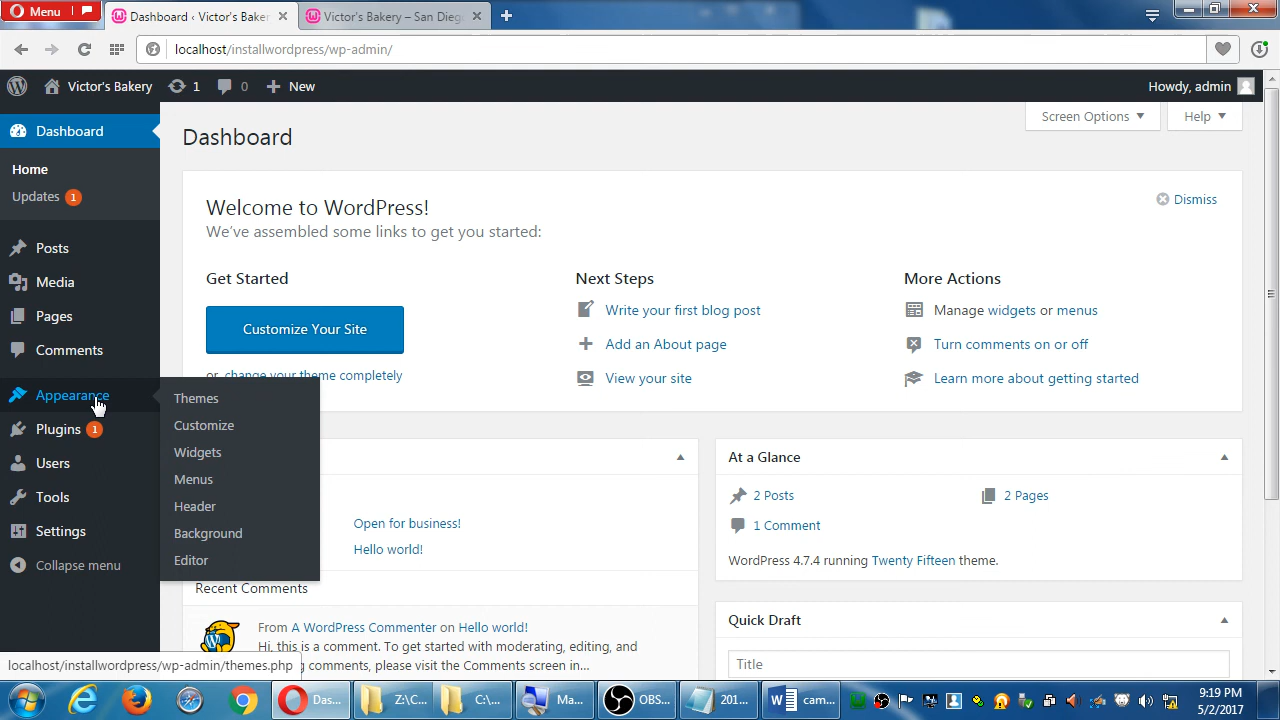 Menu
Dashboard ‹ Victor's Baker
Victor's Bakery – San Dieg
localhost/installwordpress/wp-admin/
Victor's Bakery
1
0
New
Howdy, admin
Dashboard
Home
Updates 1
Posts
Media
Pages
Comments
Appearance
Plugins 1
Users
Tools
Settings
Collapse menu
Themes
Customize
Widgets
Menus
Header
Background
Editor
Screen Options
Help
Dashboard
Dismiss
Welcome to WordPress!
We've assembled some links to get you started:
Get Started
Customize Your Site
or, change your theme completely
Next Steps
Write your first blog post
Add an About page
View your site
More Actions
Manage widgets or menus
Turn comments on or off
Learn more about getting started
Open for business!
Hello world!
Recent Comments
From A WordPress Commenter on Hello world!
Hi, this is a comment. To get started with moderating, editing, and
g comments, please visit the Comments screen in...
At a Glance
2 Posts
2 Pages
1 Comment
WordPress 4.7.4 running Twenty Fifteen theme.
Quick Draft
Title
localhost/installwordpress/wp-admin/themes.php
Das...
Z:\C...
C:\...
Ma...
OBS...
201...
cam...
9:19 PM
5/2/2017